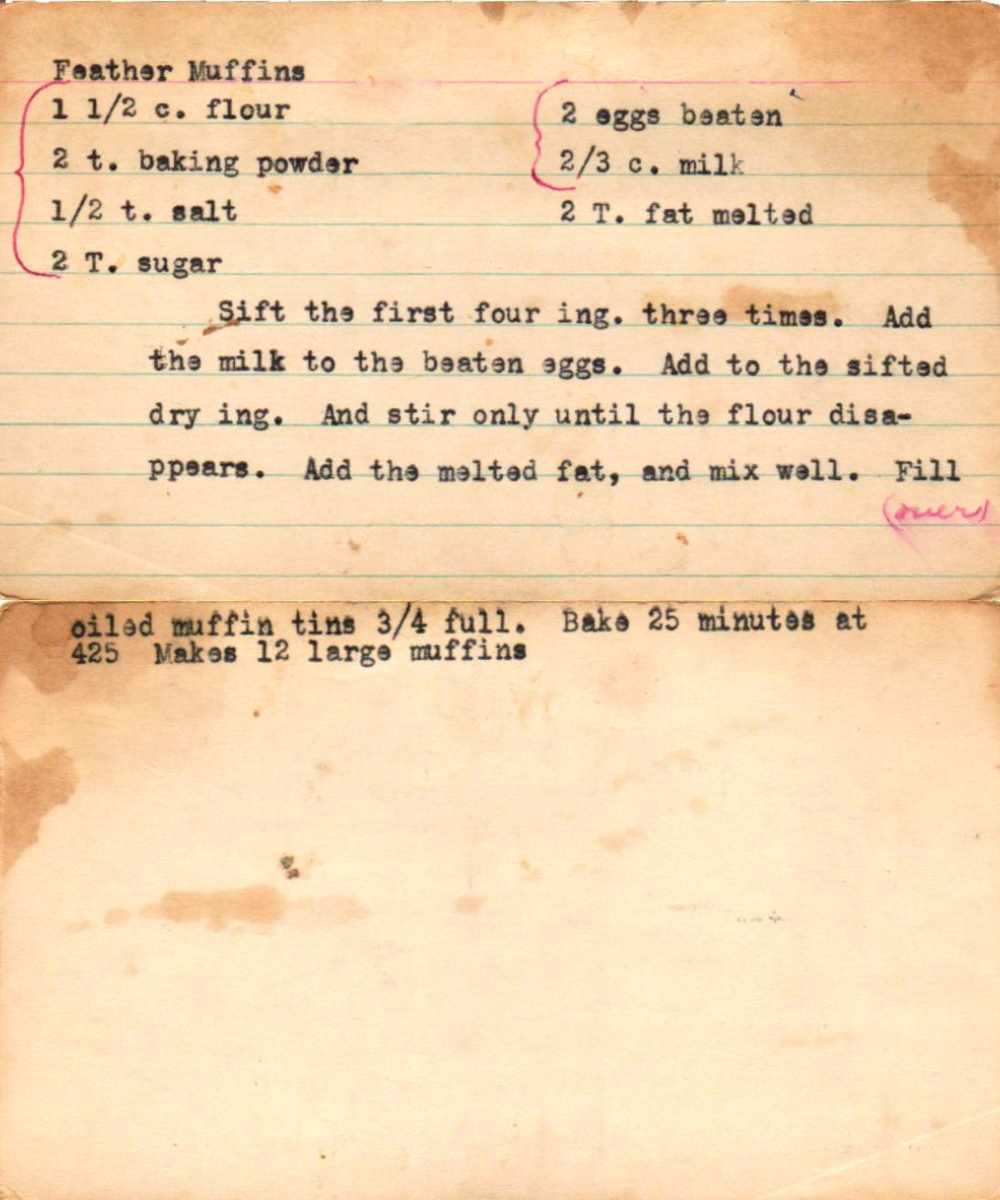 Feather Muffins
1 1/2 c. flour
2 t. baking powder
1/2 t. salt
2 T. sugar
2 eggs beaten
2/3 c. milk
2 T. fat melted
Sift the first four ing. three times. Add
the milk to the beaten eggs. Add to the sifted
dry ing. And stir only until the flour disa-
ppears. Add the melted fat, and mix well. Fill
(over)
oiled muffin tins 3/4 full. Bake 25 minutes at
425 Makes 12 large muffins